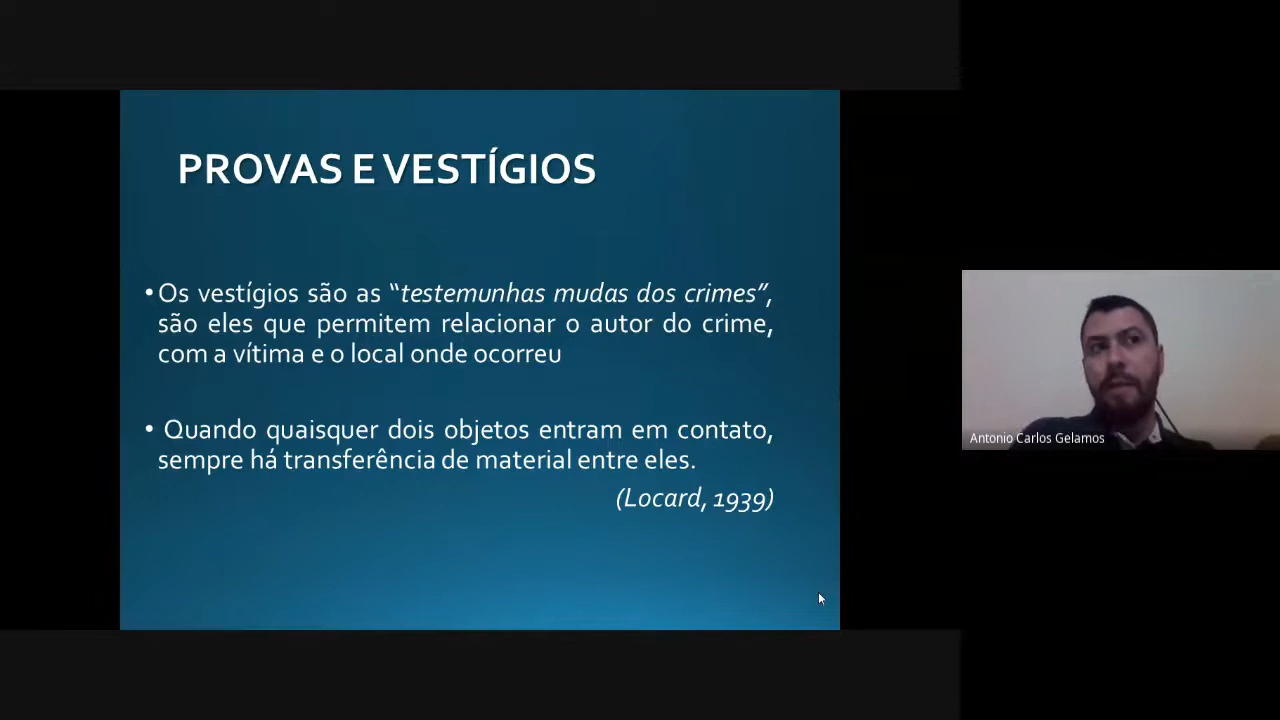 PROVAS E VESTÍGIOS
•Os vestígios são as “testemunhas mudas dos crimes”,
são eles que permitem relacionar o autor do crime,
com a vítima e o local onde ocorreu
• Quando quaisquer dois objetos entram em contato,
sempre há transferência de material entre eles.
(Locard, 1939)
Antonio Carlos Gelamos